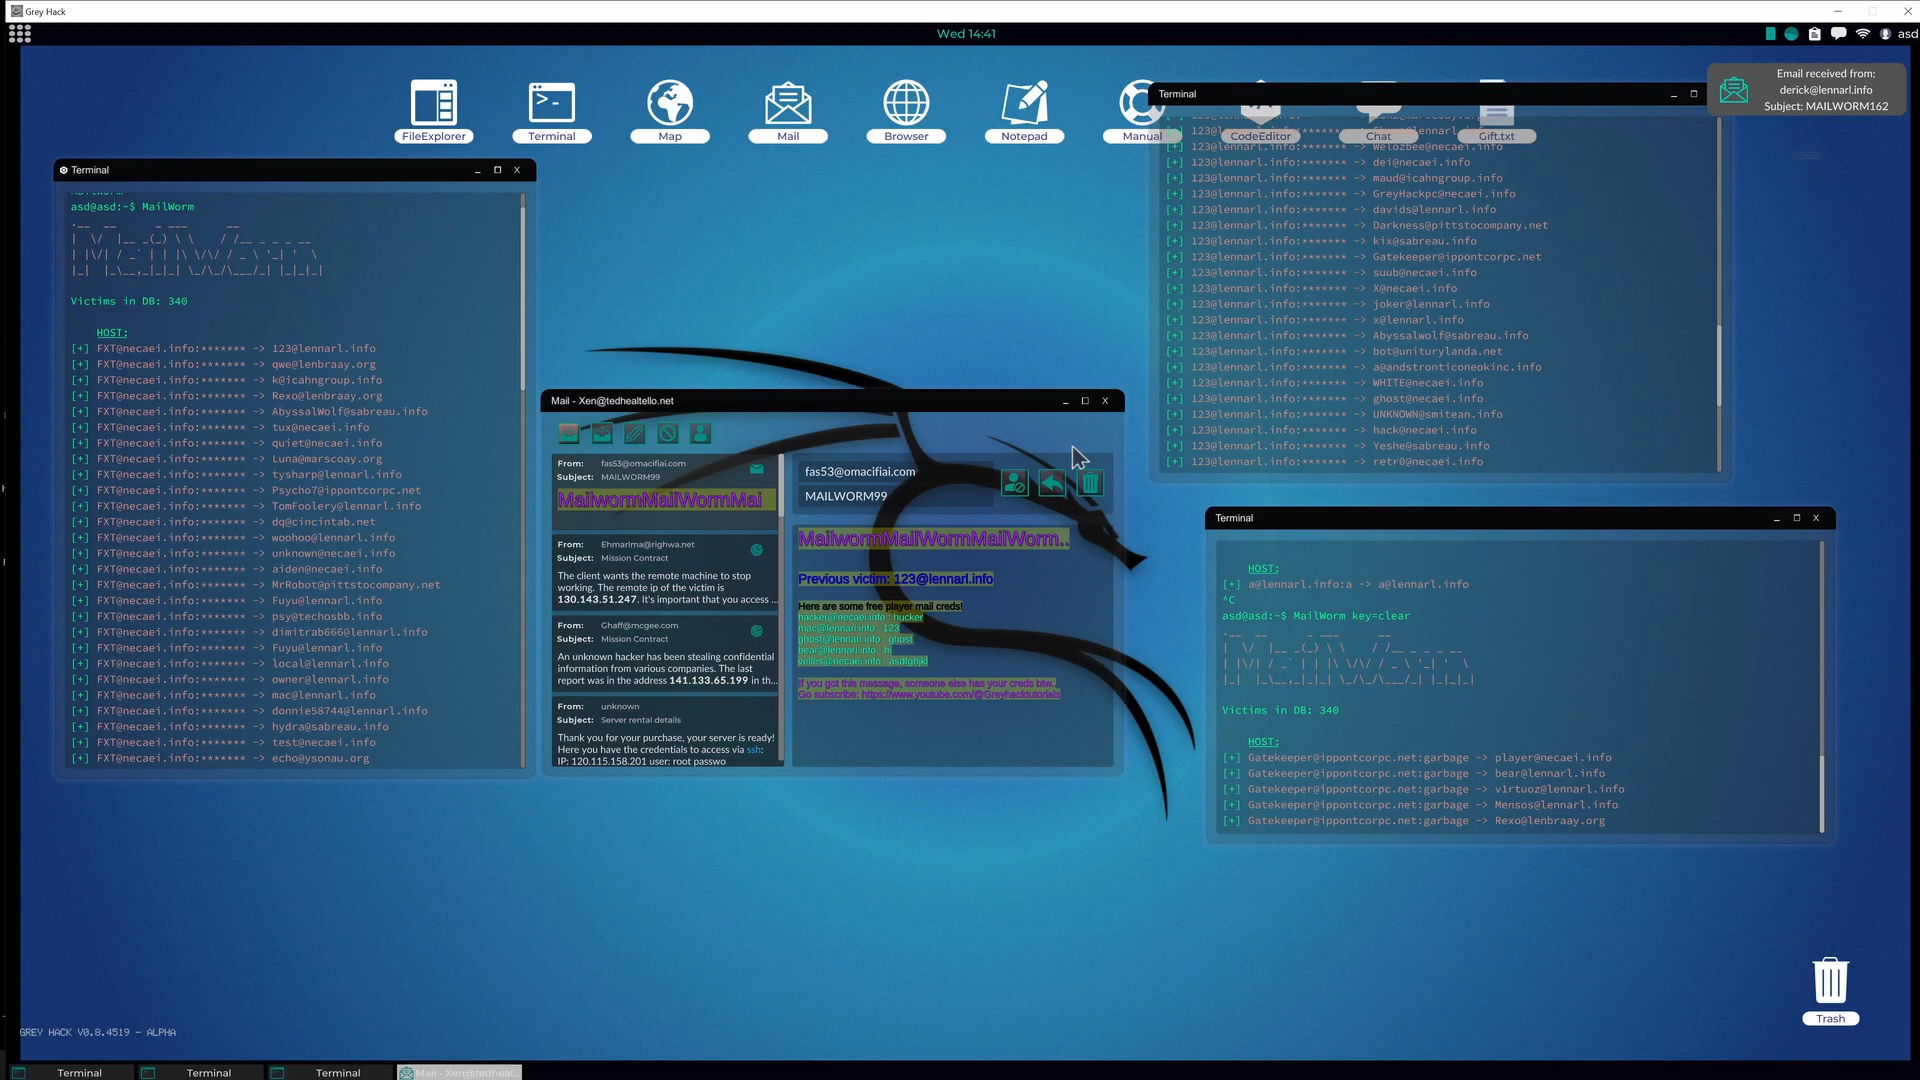 Grey Hack
Wed 14:41
asd
FileExplorer
Terminal
Map
Mail
Browser
Notepad
Manual
CodeEditor
Chat
Gift.txt
Email received from:
derick@lennarl.info
Subject: MAILWORM162
Terminal
asd@asd:~$ MailWorm
Victims in DB: 340
HOST:
[+] FXT@necaei.info:******* -> 123@lennarl.info
[+] FXT@necaei.info:******* -> qwe@lenbraay.org
[+] FXT@necaei.info:******* -> k@icahngroup.info
[+] FXT@necaei.info:******* -> Rexo@lenbraay.org
[+] FXT@necaei.info:******* -> AbyssalWolf@sabreau.info
[+] FXT@necaei.info:******* -> tux@necaei.info
[+] FXT@necaei.info:******* -> quiet@necaei.info
[+] FXT@necaei.info:******* -> Luna@marscoay.org
[+] FXT@necaei.info:******* -> tysharp@lennarl.info
[+] FXT@necaei.info:******* -> Psycho7@ippontcorpc.net
[+] FXT@necaei.info:******* -> TomFoolery@lennarl.info
[+] FXT@necaei.info:******* -> dq@cincintab.net
[+] FXT@necaei.info:******* -> woohoo@lennarl.info
[+] FXT@necaei.info:******* -> unknown@necaei.info
[+] FXT@necaei.info:******* -> aiden@necaei.info
[+] FXT@necaei.info:******* -> MrRobot@pittstocompany.net
[+] FXT@necaei.info:******* -> Fuyu@lennarl.info
[+] FXT@necaei.info:******* -> psy@techosbb.info
[+] FXT@necaei.info:******* -> dimitrab666@lennarl.info
[+] FXT@necaei.info:******* -> Fuyu@lennarl.info
[+] FXT@necaei.info:******* -> local@lennarl.info
[+] FXT@necaei.info:******* -> owner@lennarl.info
[+] FXT@necaei.info:******* -> mac@lennarl.info
[+] FXT@necaei.info:******* -> donnie58744@lennarl.info
[+] FXT@necaei.info:******* -> hydra@sabreau.info
[+] FXT@necaei.info:******* -> test@necaei.info
[+] FXT@necaei.info:******* -> echo@ysonau.org
Mail - Xen@tedhealtello.net
From: fas53@omacifiai.com
Subject: MAILWORM99
MailwormMailWormMai
From: Ehmarlma@righwa.net
Subject: Mission Contract
The client wants the remote machine to stop
working. The remote ip of the victim is
130.143.51.247. It's important that you access ...
From: Ghaff@mcgee.com
Subject: Mission Contract
An unknown hacker has been stealing confidential
information from various companies. The last
report was in the address 141.133.65.199 in th...
From: unknown
Subject: Server rental details
Thank you for your purchase, your server is ready!
Here you have the credentials to access via ssh:
IP: 120.115.158.201 user: root passwo
fas53@omacifiai.com
MAILWORM99
MailwormMailWormMailWorm..
Previous victim: 123@lennarl.info
Here are some free player mail creds!
hacker@necaei.info : hucker
mac@lennarl.info : 123
ghost@lennarl.info : ghost
bear@lennarl.info : hi
velles@necaei.info : asdfghjkl
If you got this message, someone else has your creds btw..
Go subscribe: https://www.youtube.com/@Greyhacktutorials
Terminal
[+] 123@lennarl.info:******* -> Welozbee@necaei.info
[+] 123@lennarl.info:******* -> dei@necaei.info
[+] 123@lennarl.info:******* -> maud@icahngroup.info
[+] 123@lennarl.info:******* -> GreyHackpc@necaei.info
[+] 123@lennarl.info:******* -> davids@lennarl.info
[+] 123@lennarl.info:******* -> Darkness@pittstocompany.net
[+] 123@lennarl.info:******* -> kix@sabreau.info
[+] 123@lennarl.info:******* -> Gatekeeper@ippontcorpc.net
[+] 123@lennarl.info:******* -> suub@necaei.info
[+] 123@lennarl.info:******* -> X@necaei.info
[+] 123@lennarl.info:******* -> joker@lennarl.info
[+] 123@lennarl.info:******* -> x@lennarl.info
[+] 123@lennarl.info:******* -> Abyssalwolf@sabreau.info
[+] 123@lennarl.info:******* -> bot@uniturylanda.net
[+] 123@lennarl.info:******* -> a@andstronticoneokinc.info
[+] 123@lennarl.info:******* -> WHITE@necaei.info
[+] 123@lennarl.info:******* -> ghost@necaei.info
[+] 123@lennarl.info:******* -> UNKNOWN@smitean.info
[+] 123@lennarl.info:******* -> hack@necaei.info
[+] 123@lennarl.info:******* -> Yeshe@sabreau.info
[+] 123@lennarl.info:******* -> retr0@necaei.info
Terminal
HOST:
[+] a@lennarl.info:a -> a@lennarl.info
^C
asd@asd:~$ MailWorm key=clear
Victims in DB: 340
HOST:
[+] Gatekeeper@ippontcorpc.net:garbage -> player@necaei.info
[+] Gatekeeper@ippontcorpc.net:garbage -> bear@lennarl.info
[+] Gatekeeper@ippontcorpc.net:garbage -> v1rtuoz@lennarl.info
[+] Gatekeeper@ippontcorpc.net:garbage -> Mensos@lennarl.info
[+] Gatekeeper@ippontcorpc.net:garbage -> Rexo@lenbraay.org
Trash
GREY HACK V0.8.4519 - ALPHA
Terminal
Terminal
Terminal
Mail - Xen@tedheal...